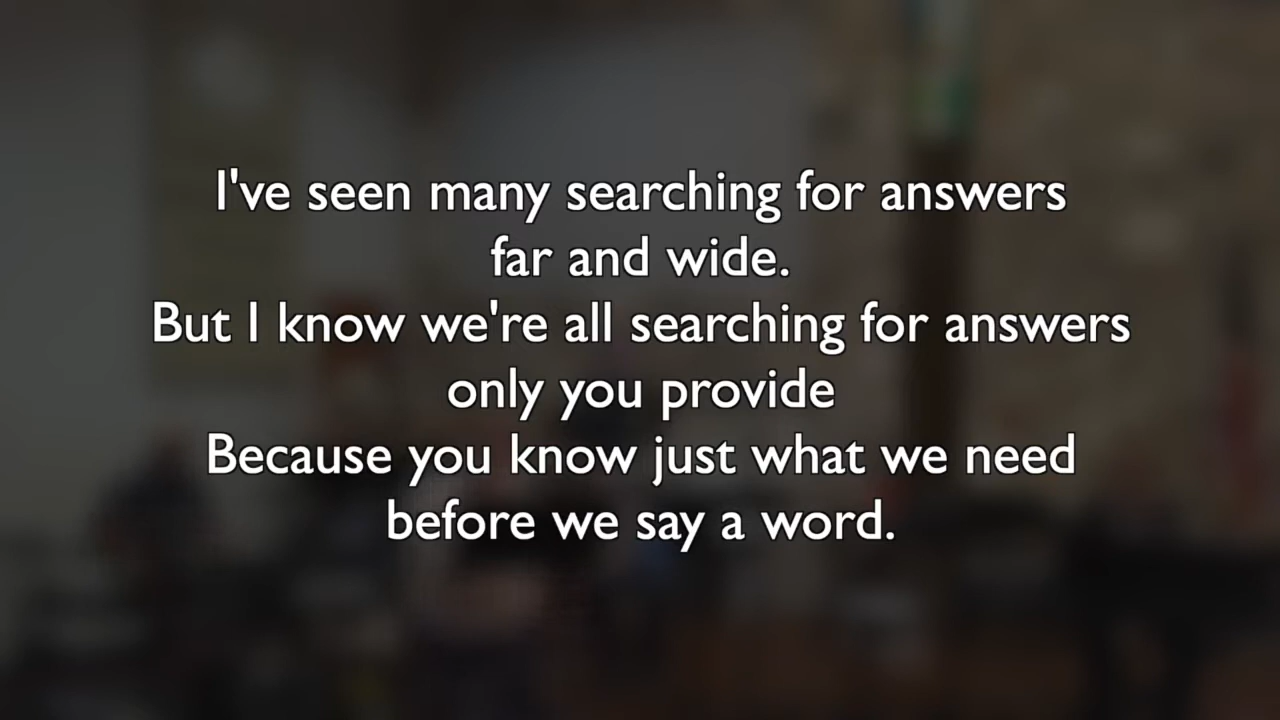 I've seen many searching for answers
far and wide.
But I know we're all searching for answers
only you provide
Because you know just what we need
before we say a word.